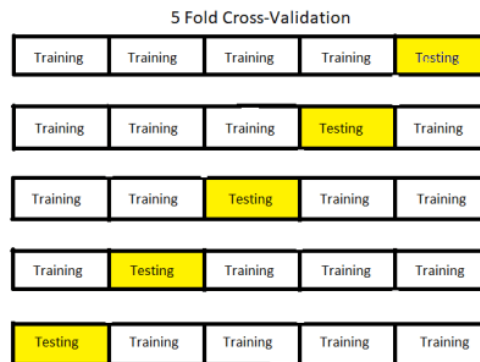 5 Fold Cross-Validation
Training Training Training Training Testing
Training Training Training Testing Training
Training Training Testing Training Training
Training Testing Training Training Training
Testing Training Training Training Training